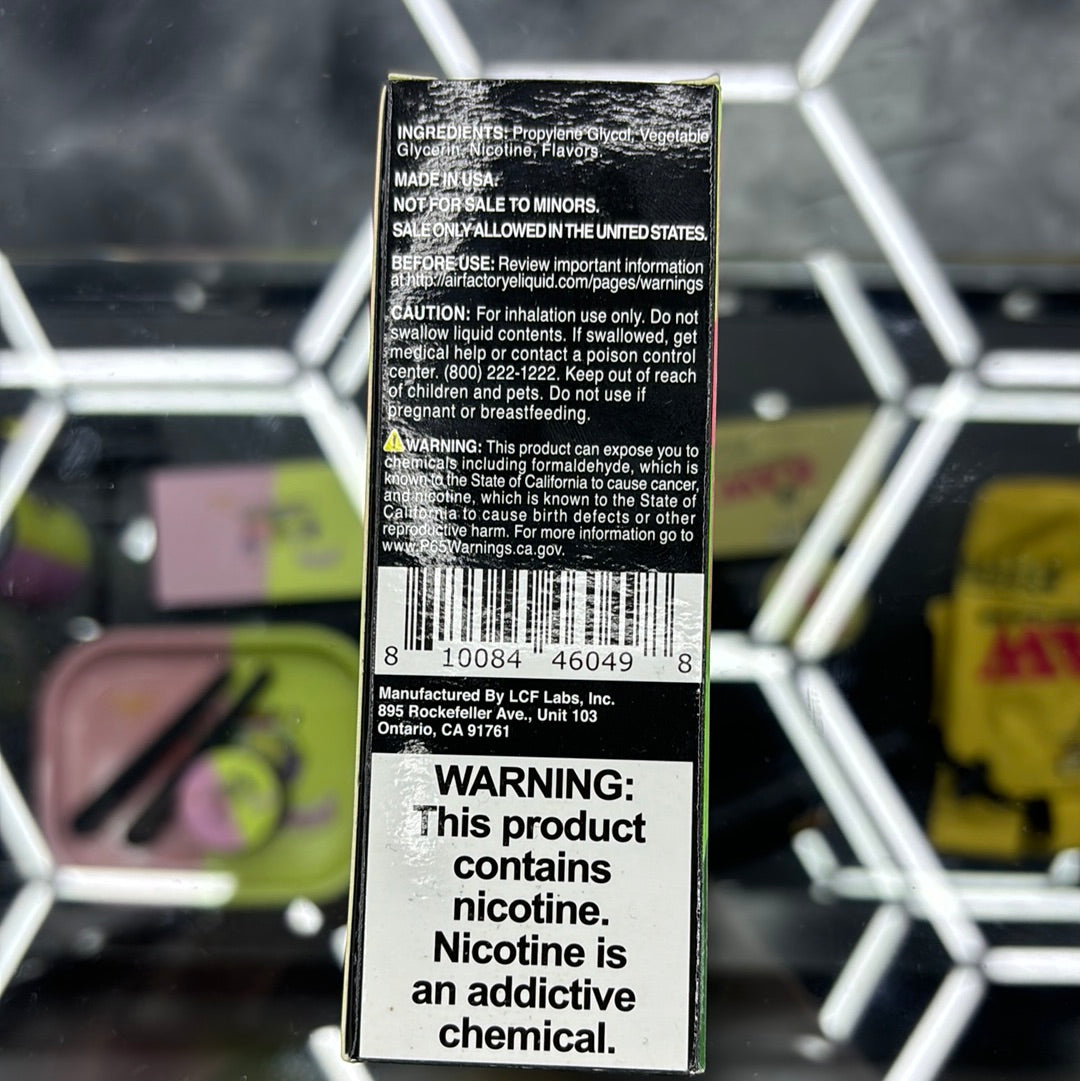 INGREDIENTS: Propylene Glycol, Vegetable
Glycerin, Nicotine, Flavors.
MADE IN USA.
NOT FOR SALE TO MINORS.
SALE ONLY ALLOWED IN THE UNITED STATES.
BEFORE USE: Review important information
at http://airfactoryeliquid.com/pages/warnings
CAUTION: For inhalation use only. Do not
swallow liquid contents. If swallowed, get
medical help or contact a poison control
center. (800) 222-1222. Keep out of reach
of children and pets. Do not use if
pregnant or breastfeeding.
WARNING: This product can expose you to
chemicals including formaldehyde, which is
known to the State of California to cause cancer,
and nicotine, which is known to the State of
California to cause birth defects or other
reproductive harm. For more information go to
www.P65Warnings.ca.gov.
8 10084 46049 8
Manufactured By LCF Labs, Inc.
895 Rockefeller Ave., Unit 103
Ontario, CA 91761
WARNING:
This product
contains
nicotine.
Nicotine is
an addictive
chemical.